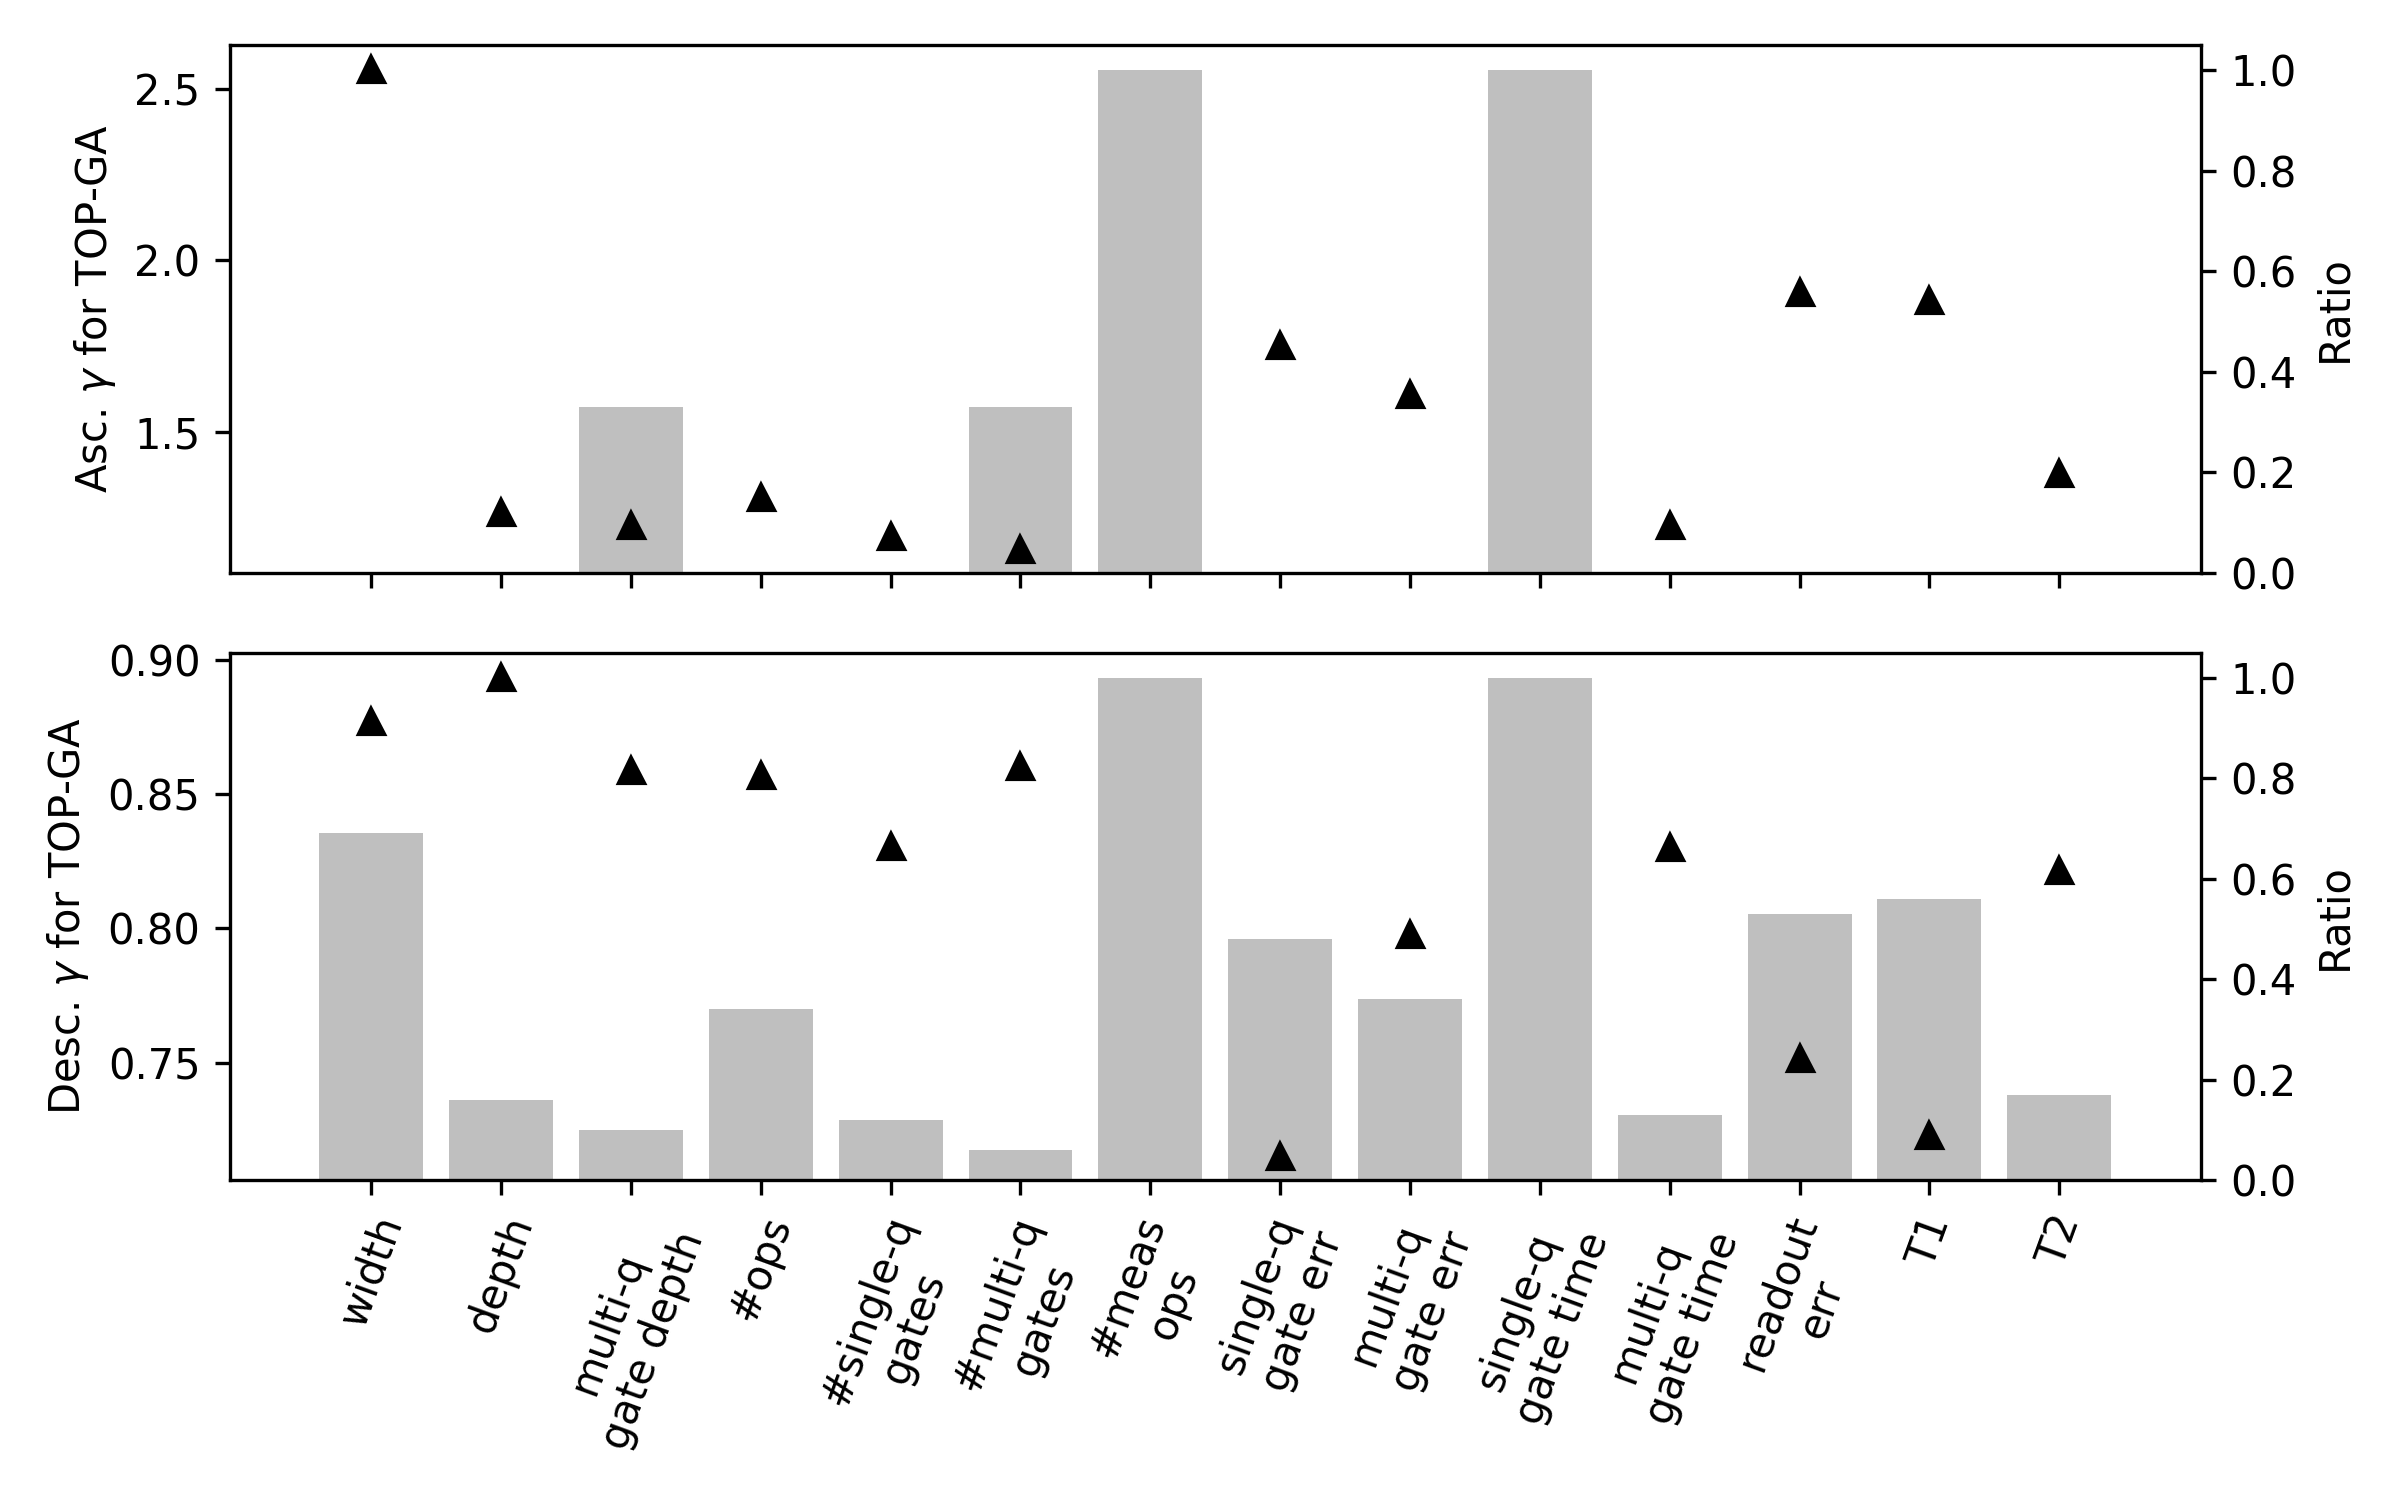 Asc. γ for TOP-GA
2.5
2.0
1.5
1.0
0.8
0.6
0.4
0.2
0.0
Ratio
Desc. γ for TOP-GA
0.90
0.85
0.80
0.75
1.0
0.8
0.6
0.4
0.2
0.0
Ratio
width
depth
multi-q
gate depth
#ops
#single-q
gates
#multi-q
gates
#meas
ops
single-q
gate err
multi-q
gate err
single-q
gate time
multi-q
gate time
readout
err
T1
T2